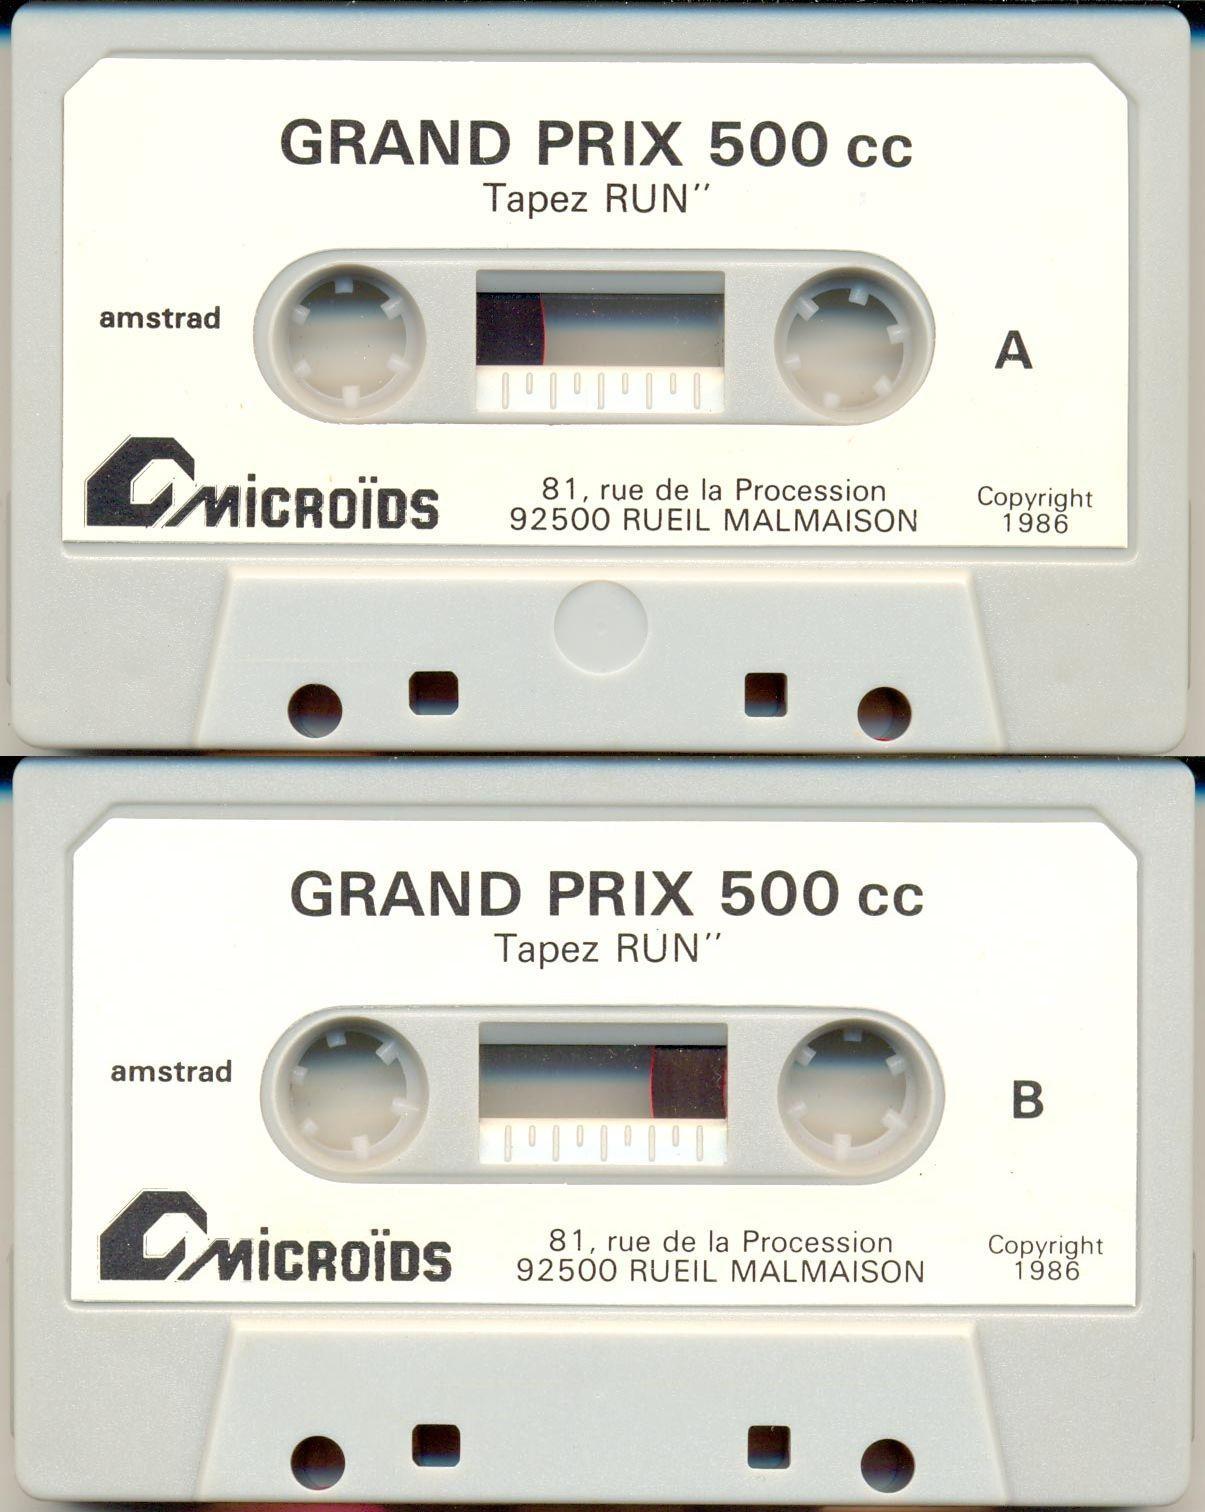 GRAND PRIX 500 cc
Tapez RUN"
amstrad
A
MICROÏDS
81, rue de la Procession
92500 RUEIL MALMAISON
Copyright
1986
GRAND PRIX 500 cc
Tapez RUN"
amstrad
B
MICROÏDS
81, rue de la Procession
92500 RUEIL MALMAISON
Copyright
1986